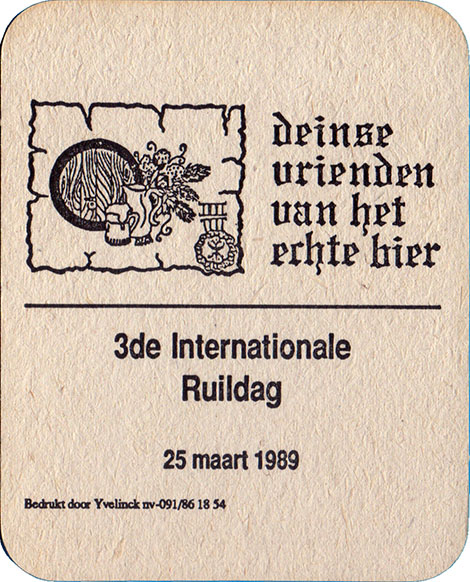 deinse
vrienden
van het
echte bier
3de Internationale
Ruildag
25 maart 1989
Bedrukt door Yvelinck nv-091/86 18 54